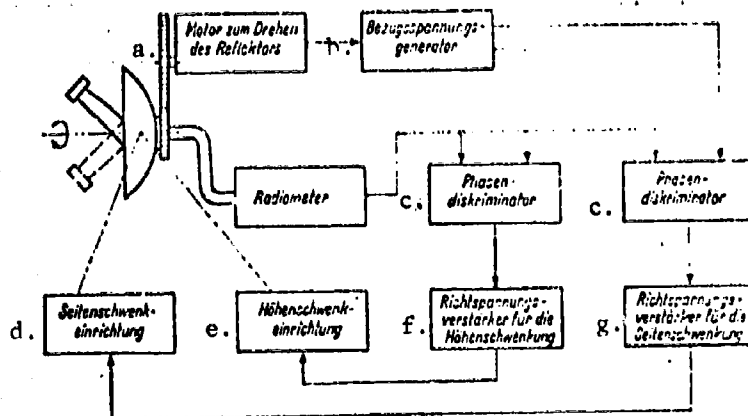 a.
Motor zum Drehen
des Reflektors
b.
Bezugsspannungs-
generator
Radiometer
c.
Phasen-
diskriminator
c.
Phasen-
diskriminator
d.
Seitenschwenk-
einrichtung
e.
Höhenschwenk-
einrichtung
f.
Richtspannungs-
verstärker für die
Höhenschwenkung
g.
Richtspannungs-
verstärker für die
Seitenschwenkung